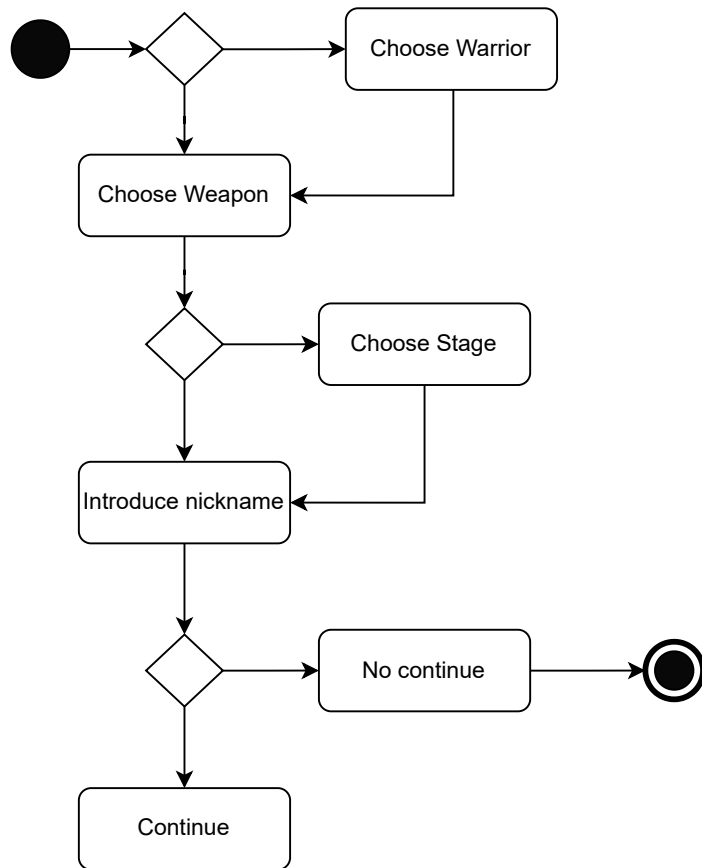 Choose Warrior
Choose Weapon
Choose Stage
Introduce nickname
No continue
Continue